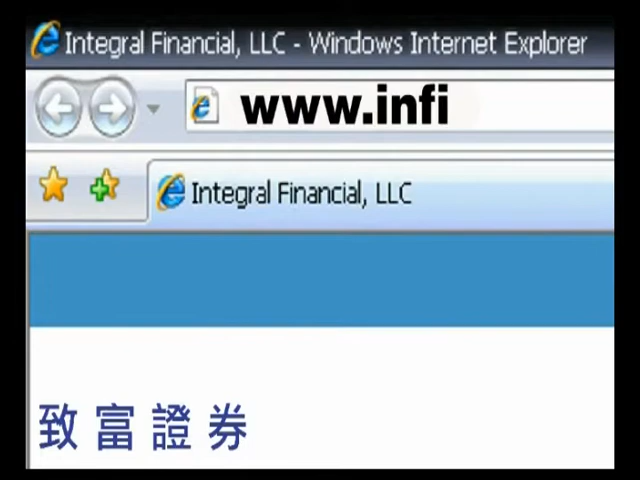 Integral Financial, LLC - Windows Internet Explorer
www.infi
Integral Financial, LLC
致富證券